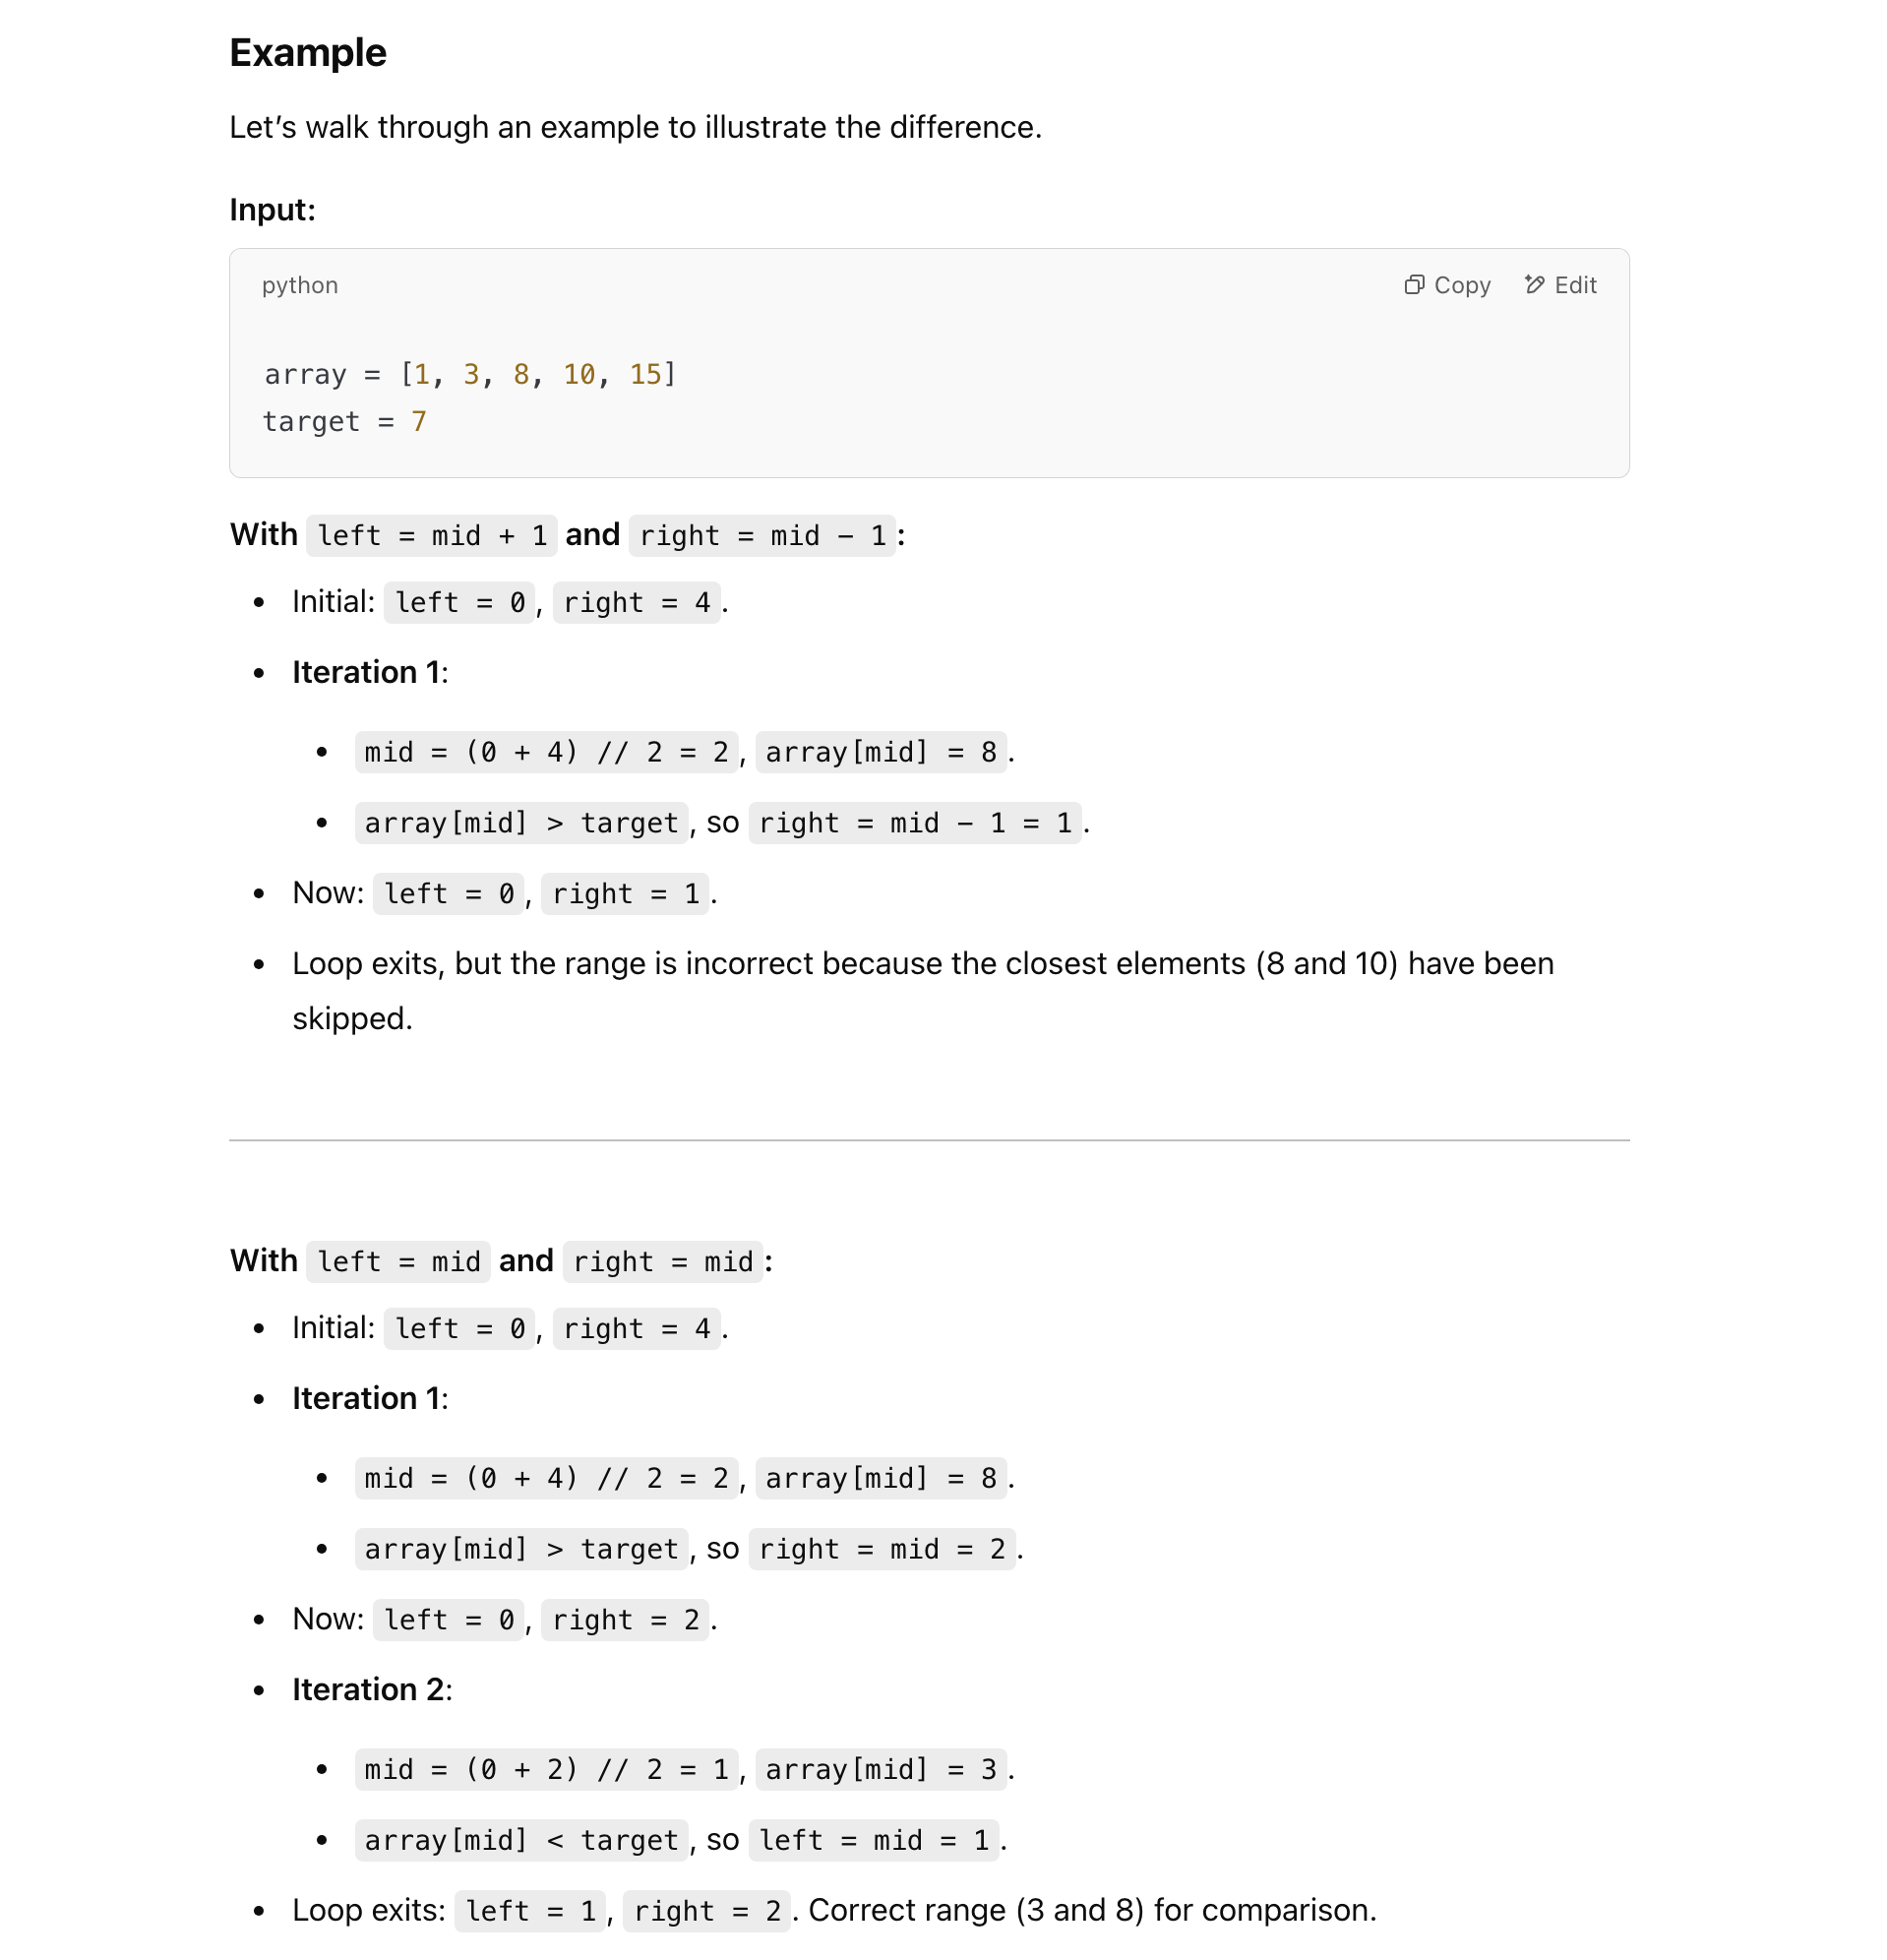 Example
Let’s walk through an example to illustrate the difference.
Input:
python Copy Edit
array = [1, 3, 8, 10, 15]
target = 7
With left = mid + 1 and right = mid − 1 :
• Initial: left = 0 , right = 4 .
• Iteration 1:
• mid = (0 + 4) // 2 = 2 , array[mid] = 8 .
• array[mid] > target , so right = mid − 1 = 1 .
• Now: left = 0 , right = 1 .
• Loop exits, but the range is incorrect because the closest elements (8 and 10) have been
skipped.
With left = mid and right = mid :
• Initial: left = 0 , right = 4 .
• Iteration 1:
• mid = (0 + 4) // 2 = 2 , array[mid] = 8 .
• array[mid] > target , so right = mid = 2 .
• Now: left = 0 , right = 2 .
• Iteration 2:
• mid = (0 + 2) // 2 = 1 , array[mid] = 3 .
• array[mid] < target , so left = mid = 1 .
• Loop exits: left = 1 , right = 2 . Correct range (3 and 8) for comparison.